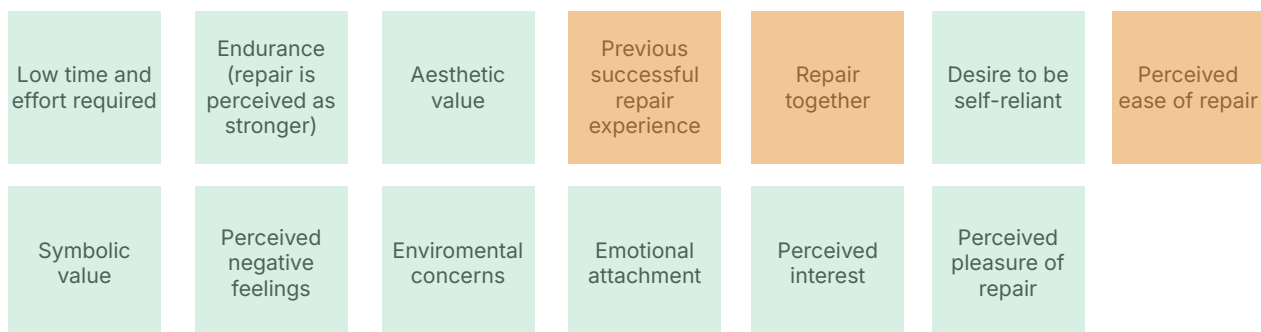 Low time and
effort required
Endurance
(repair is
perceived as
stronger)
Aesthetic
value
Previous
successful
repair
experience
Repair
together
Desire to be
self-reliant
Perceived
ease of repair
Symbolic
value
Perceived
negative
feelings
Enviromental
concerns
Emotional
attachment
Perceived
interest
Perceived
pleasure of
repair